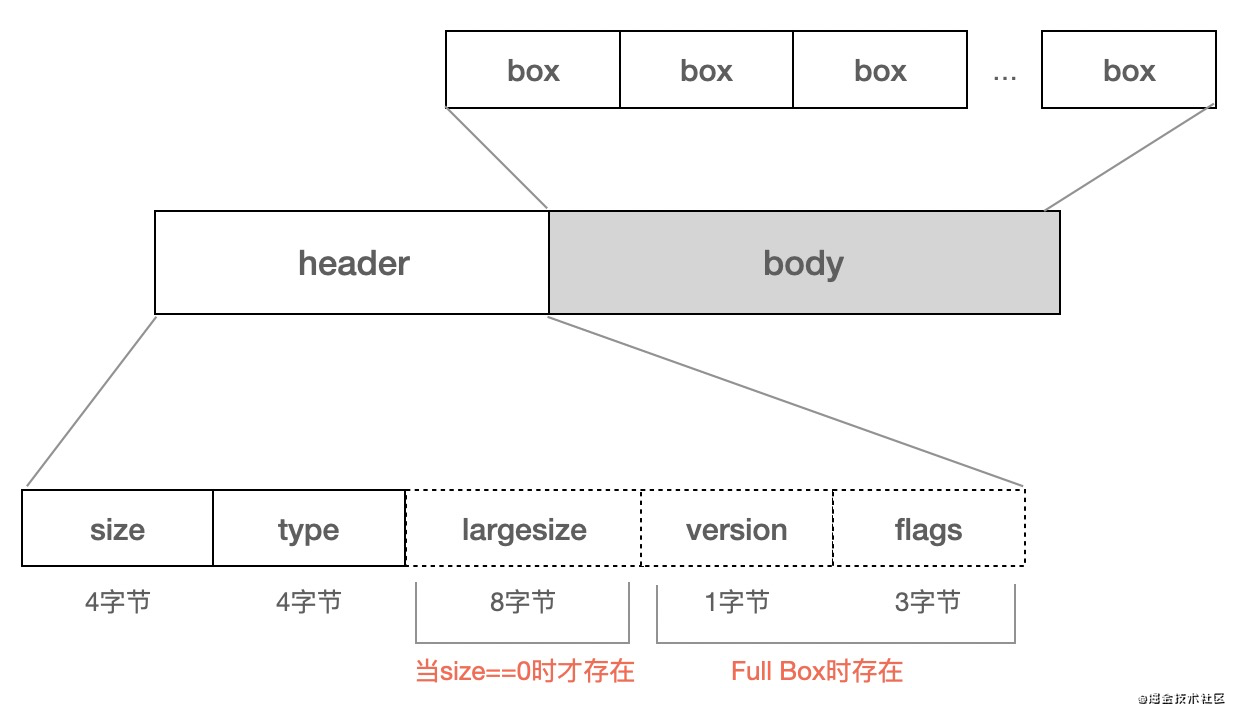 box box box ... box
header body
size type largesize version flags
4字节 4字节 8字节 1字节 3字节
当size==0时才存在 Full Box时存在
@掘金技术社区